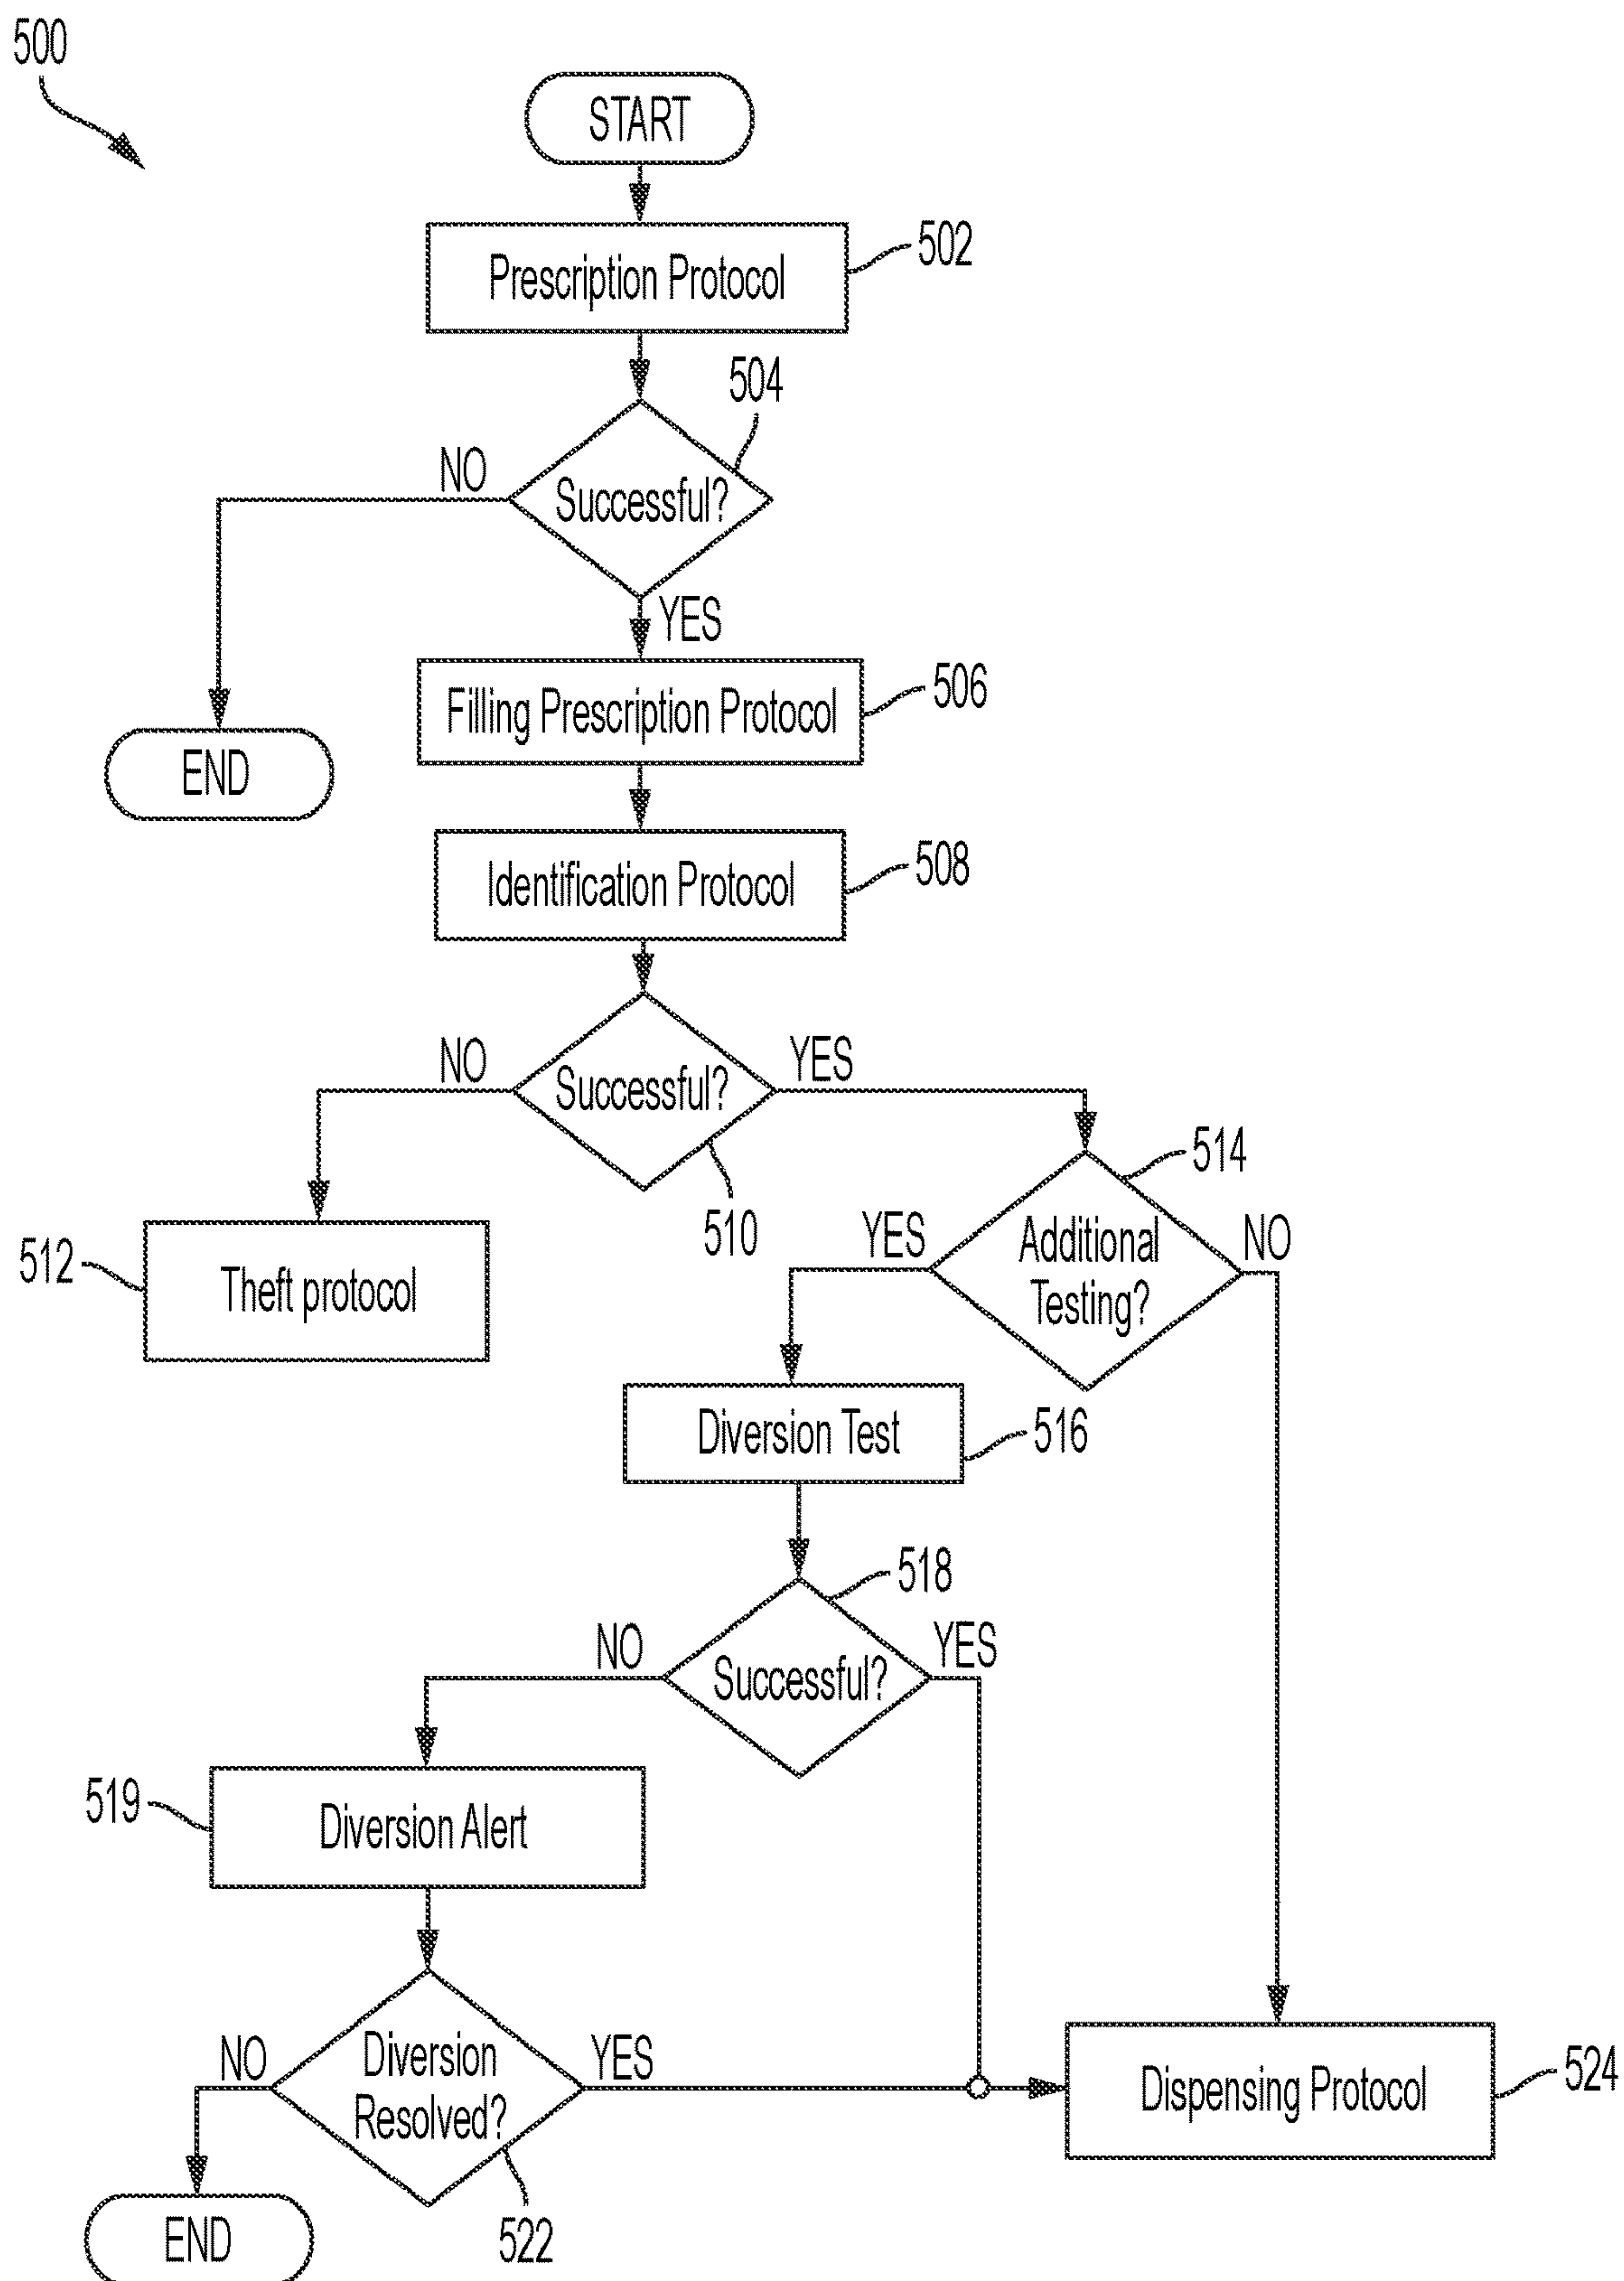 500
START
Prescription Protocol
502
504
NO
Successful?
YES
Filling Prescription Protocol
506
END
Identification Protocol
508
NO
Successful?
YES
510
514
512
Theft protocol
YES
Additional
Testing?
NO
Diversion Test
516
518
NO
Successful?
YES
519
Diversion Alert
NO
Diversion
Resolved?
YES
Dispensing Protocol
524
END
522